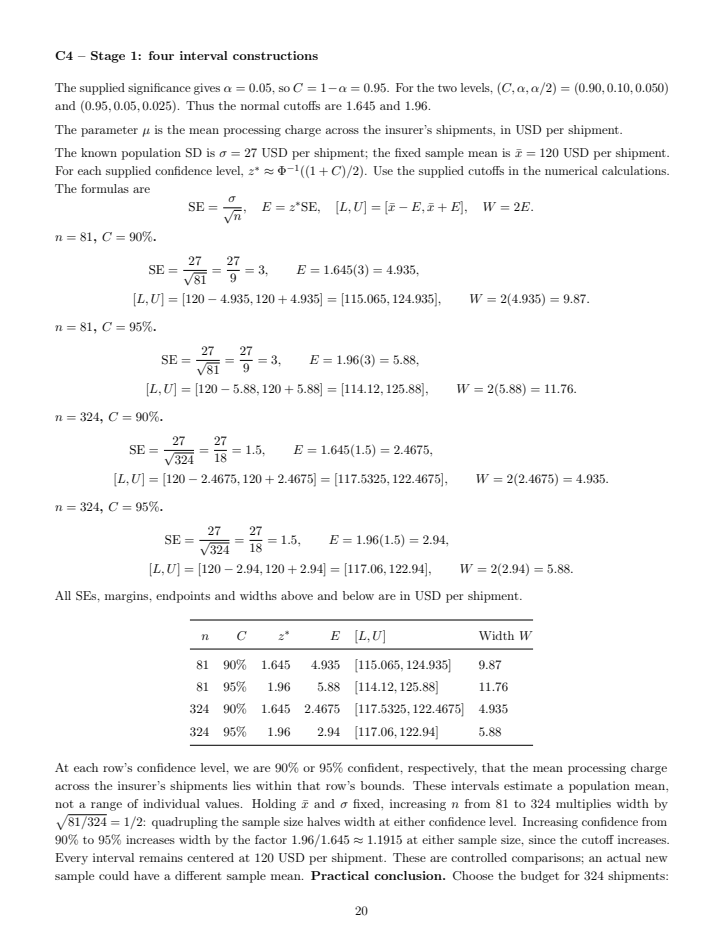 C4 – Stage 1: four interval constructions
The supplied significance gives α = 0.05, so C = 1−α = 0.95. For the two levels, (C, α, α/2) = (0.90, 0.10, 0.050)
and (0.95, 0.05, 0.025). Thus the normal cutoffs are 1.645 and 1.96.
The parameter μ is the mean processing charge across the insurer's shipments, in USD per shipment.
The known population SD is σ = 27 USD per shipment; the fixed sample mean is x̄ = 120 USD per shipment.
For each supplied confidence level, z* ≈ Φ⁻¹((1 + C)/2). Use the supplied cutoffs in the numerical calculations.
The formulas are
SE = σ/√n, E = z*SE, [L, U] = [x̄ − E, x̄ + E], W = 2E.
n = 81, C = 90%.
SE = 27/√81 = 27/9 = 3, E = 1.645(3) = 4.935,
[L, U] = [120 − 4.935, 120 + 4.935] = [115.065, 124.935], W = 2(4.935) = 9.87.
n = 81, C = 95%.
SE = 27/√81 = 27/9 = 3, E = 1.96(3) = 5.88,
[L, U] = [120 − 5.88, 120 + 5.88] = [114.12, 125.88], W = 2(5.88) = 11.76.
n = 324, C = 90%.
SE = 27/√324 = 27/18 = 1.5, E = 1.645(1.5) = 2.4675,
[L, U] = [120 − 2.4675, 120 + 2.4675] = [117.5325, 122.4675], W = 2(2.4675) = 4.935.
n = 324, C = 95%.
SE = 27/√324 = 27/18 = 1.5, E = 1.96(1.5) = 2.94,
[L, U] = [120 − 2.94, 120 + 2.94] = [117.06, 122.94], W = 2(2.94) = 5.88.
All SEs, margins, endpoints and widths above and below are in USD per shipment.
n C z* E [L, U] Width W
81 90% 1.645 4.935 [115.065, 124.935] 9.87
81 95% 1.96 5.88 [114.12, 125.88] 11.76
324 90% 1.645 2.4675 [117.5325, 122.4675] 4.935
324 95% 1.96 2.94 [117.06, 122.94] 5.88
At each row's confidence level, we are 90% or 95% confident, respectively, that the mean processing charge
across the insurer's shipments lies within that row's bounds. These intervals estimate a population mean,
not a range of individual values. Holding x̄ and σ fixed, increasing n from 81 to 324 multiplies width by
√81/324 = 1/2: quadrupling the sample size halves width at either confidence level. Increasing confidence from
90% to 95% increases width by the factor 1.96/1.645 ≈ 1.1915 at either sample size, since the cutoff increases.
Every interval remains centered at 120 USD per shipment. These are controlled comparisons; an actual new
sample could have a different sample mean. Practical conclusion. Choose the budget for 324 shipments:
20